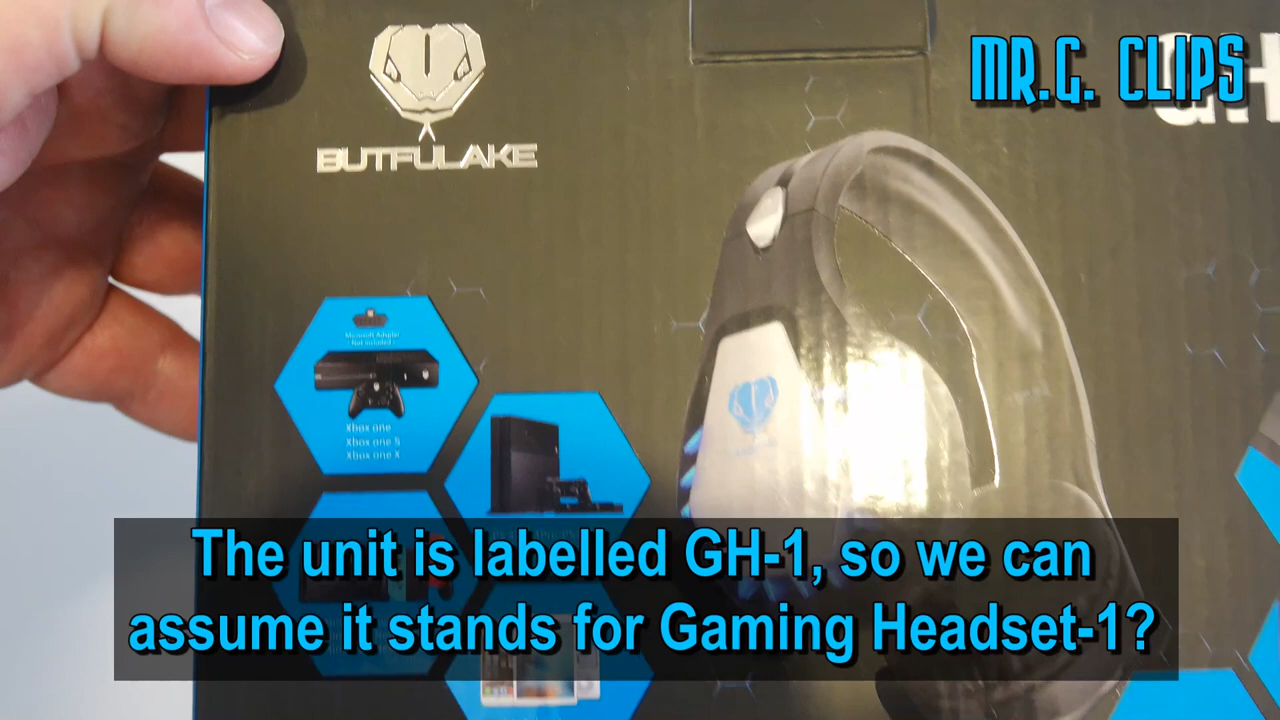 MR.G. CLIPS
GH
BUTFULAKE
Microsoft Adapter
- Not included -
Xbox one
Xbox one S
Xbox one X
The unit is labelled GH-1, so we can
assume it stands for Gaming Headset-1?